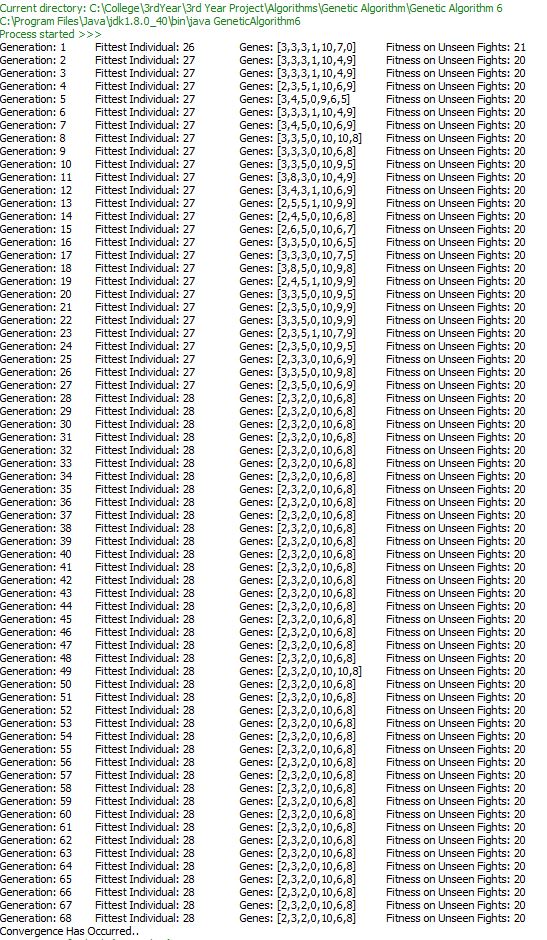 Current directory: C:\College\3rdYear\3rd Year Project\Algorithms\Genetic Algorithm\Genetic Algorithm 6
C:\Program Files\Java\jdk1.8.0_40\bin\java GeneticAlgorithm6
Process started >>>
Generation: 1 Fittest Individual: 26 Genes: [3,3,3,1,10,7,0] Fitness on Unseen Fights: 21
Generation: 2 Fittest Individual: 27 Genes: [3,3,3,1,10,4,9] Fitness on Unseen Fights: 20
Generation: 3 Fittest Individual: 27 Genes: [3,3,3,1,10,4,9] Fitness on Unseen Fights: 20
Generation: 4 Fittest Individual: 27 Genes: [2,3,5,1,10,6,9] Fitness on Unseen Fights: 20
Generation: 5 Fittest Individual: 27 Genes: [3,4,5,0,9,6,5] Fitness on Unseen Fights: 20
Generation: 6 Fittest Individual: 27 Genes: [3,3,3,1,10,4,9] Fitness on Unseen Fights: 20
Generation: 7 Fittest Individual: 27 Genes: [3,4,5,0,10,6,9] Fitness on Unseen Fights: 20
Generation: 8 Fittest Individual: 27 Genes: [3,3,5,0,10,10,8] Fitness on Unseen Fights: 20
Generation: 9 Fittest Individual: 27 Genes: [3,3,3,0,10,6,8] Fitness on Unseen Fights: 20
Generation: 10 Fittest Individual: 27 Genes: [3,3,5,0,10,9,5] Fitness on Unseen Fights: 20
Generation: 11 Fittest Individual: 27 Genes: [3,8,3,0,10,4,9] Fitness on Unseen Fights: 20
Generation: 12 Fittest Individual: 27 Genes: [3,4,3,1,10,6,9] Fitness on Unseen Fights: 20
Generation: 13 Fittest Individual: 27 Genes: [2,5,5,1,10,9,9] Fitness on Unseen Fights: 20
Generation: 14 Fittest Individual: 27 Genes: [2,4,5,0,10,6,8] Fitness on Unseen Fights: 20
Generation: 15 Fittest Individual: 27 Genes: [2,6,5,0,10,6,7] Fitness on Unseen Fights: 20
Generation: 16 Fittest Individual: 27 Genes: [3,3,5,0,10,6,5] Fitness on Unseen Fights: 20
Generation: 17 Fittest Individual: 27 Genes: [3,3,3,0,10,7,5] Fitness on Unseen Fights: 20
Generation: 18 Fittest Individual: 27 Genes: [3,8,5,0,10,9,8] Fitness on Unseen Fights: 20
Generation: 19 Fittest Individual: 27 Genes: [2,4,5,1,10,9,9] Fitness on Unseen Fights: 20
Generation: 20 Fittest Individual: 27 Genes: [3,3,5,0,10,9,5] Fitness on Unseen Fights: 20
Generation: 21 Fittest Individual: 27 Genes: [2,3,5,0,10,9,9] Fitness on Unseen Fights: 20
Generation: 22 Fittest Individual: 27 Genes: [3,3,5,0,10,9,9] Fitness on Unseen Fights: 20
Generation: 23 Fittest Individual: 27 Genes: [2,3,5,1,10,7,9] Fitness on Unseen Fights: 20
Generation: 24 Fittest Individual: 27 Genes: [2,3,5,0,10,9,5] Fitness on Unseen Fights: 20
Generation: 25 Fittest Individual: 27 Genes: [2,3,3,0,10,6,9] Fitness on Unseen Fights: 20
Generation: 26 Fittest Individual: 27 Genes: [3,3,5,0,10,9,8] Fitness on Unseen Fights: 20
Generation: 27 Fittest Individual: 27 Genes: [2,3,5,0,10,6,9] Fitness on Unseen Fights: 20
Generation: 28 Fittest Individual: 28 Genes: [2,3,2,0,10,6,8] Fitness on Unseen Fights: 20
Generation: 29 Fittest Individual: 28 Genes: [2,3,2,0,10,6,8] Fitness on Unseen Fights: 20
Generation: 30 Fittest Individual: 28 Genes: [2,3,2,0,10,6,8] Fitness on Unseen Fights: 20
Generation: 31 Fittest Individual: 28 Genes: [2,3,2,0,10,6,8] Fitness on Unseen Fights: 20
Generation: 32 Fittest Individual: 28 Genes: [2,3,2,0,10,6,8] Fitness on Unseen Fights: 20
Generation: 33 Fittest Individual: 28 Genes: [2,3,2,0,10,6,8] Fitness on Unseen Fights: 20
Generation: 34 Fittest Individual: 28 Genes: [2,3,2,0,10,6,8] Fitness on Unseen Fights: 20
Generation: 35 Fittest Individual: 28 Genes: [2,3,2,0,10,6,8] Fitness on Unseen Fights: 20
Generation: 36 Fittest Individual: 28 Genes: [2,3,2,0,10,6,8] Fitness on Unseen Fights: 20
Generation: 37 Fittest Individual: 28 Genes: [2,3,2,0,10,6,8] Fitness on Unseen Fights: 20
Generation: 38 Fittest Individual: 28 Genes: [2,3,2,0,10,6,8] Fitness on Unseen Fights: 20
Generation: 39 Fittest Individual: 28 Genes: [2,3,2,0,10,6,8] Fitness on Unseen Fights: 20
Generation: 40 Fittest Individual: 28 Genes: [2,3,2,0,10,6,8] Fitness on Unseen Fights: 20
Generation: 41 Fittest Individual: 28 Genes: [2,3,2,0,10,6,8] Fitness on Unseen Fights: 20
Generation: 42 Fittest Individual: 28 Genes: [2,3,2,0,10,6,8] Fitness on Unseen Fights: 20
Generation: 43 Fittest Individual: 28 Genes: [2,3,2,0,10,6,8] Fitness on Unseen Fights: 20
Generation: 44 Fittest Individual: 28 Genes: [2,3,2,0,10,6,8] Fitness on Unseen Fights: 20
Generation: 45 Fittest Individual: 28 Genes: [2,3,2,0,10,6,8] Fitness on Unseen Fights: 20
Generation: 46 Fittest Individual: 28 Genes: [2,3,2,0,10,6,8] Fitness on Unseen Fights: 20
Generation: 47 Fittest Individual: 28 Genes: [2,3,2,0,10,6,8] Fitness on Unseen Fights: 20
Generation: 48 Fittest Individual: 28 Genes: [2,3,2,0,10,6,8] Fitness on Unseen Fights: 20
Generation: 49 Fittest Individual: 28 Genes: [2,3,2,0,10,10,8] Fitness on Unseen Fights: 20
Generation: 50 Fittest Individual: 28 Genes: [2,3,2,0,10,6,8] Fitness on Unseen Fights: 20
Generation: 51 Fittest Individual: 28 Genes: [2,3,2,0,10,6,8] Fitness on Unseen Fights: 20
Generation: 52 Fittest Individual: 28 Genes: [2,3,2,0,10,6,8] Fitness on Unseen Fights: 20
Generation: 53 Fittest Individual: 28 Genes: [2,3,2,0,10,6,8] Fitness on Unseen Fights: 20
Generation: 54 Fittest Individual: 28 Genes: [2,3,2,0,10,6,8] Fitness on Unseen Fights: 20
Generation: 55 Fittest Individual: 28 Genes: [2,3,2,0,10,6,8] Fitness on Unseen Fights: 20
Generation: 56 Fittest Individual: 28 Genes: [2,3,2,0,10,6,8] Fitness on Unseen Fights: 20
Generation: 57 Fittest Individual: 28 Genes: [2,3,2,0,10,6,8] Fitness on Unseen Fights: 20
Generation: 58 Fittest Individual: 28 Genes: [2,3,2,0,10,6,8] Fitness on Unseen Fights: 20
Generation: 59 Fittest Individual: 28 Genes: [2,3,2,0,10,6,8] Fitness on Unseen Fights: 20
Generation: 60 Fittest Individual: 28 Genes: [2,3,2,0,10,6,8] Fitness on Unseen Fights: 20
Generation: 61 Fittest Individual: 28 Genes: [2,3,2,0,10,6,8] Fitness on Unseen Fights: 20
Generation: 62 Fittest Individual: 28 Genes: [2,3,2,0,10,6,8] Fitness on Unseen Fights: 20
Generation: 63 Fittest Individual: 28 Genes: [2,3,2,0,10,6,8] Fitness on Unseen Fights: 20
Generation: 64 Fittest Individual: 28 Genes: [2,3,2,0,10,6,8] Fitness on Unseen Fights: 20
Generation: 65 Fittest Individual: 28 Genes: [2,3,2,0,10,6,8] Fitness on Unseen Fights: 20
Generation: 66 Fittest Individual: 28 Genes: [2,3,2,0,10,6,8] Fitness on Unseen Fights: 20
Generation: 67 Fittest Individual: 28 Genes: [2,3,2,0,10,6,8] Fitness on Unseen Fights: 20
Generation: 68 Fittest Individual: 28 Genes: [2,3,2,0,10,6,8] Fitness on Unseen Fights: 20
Convergence Has Occurred..